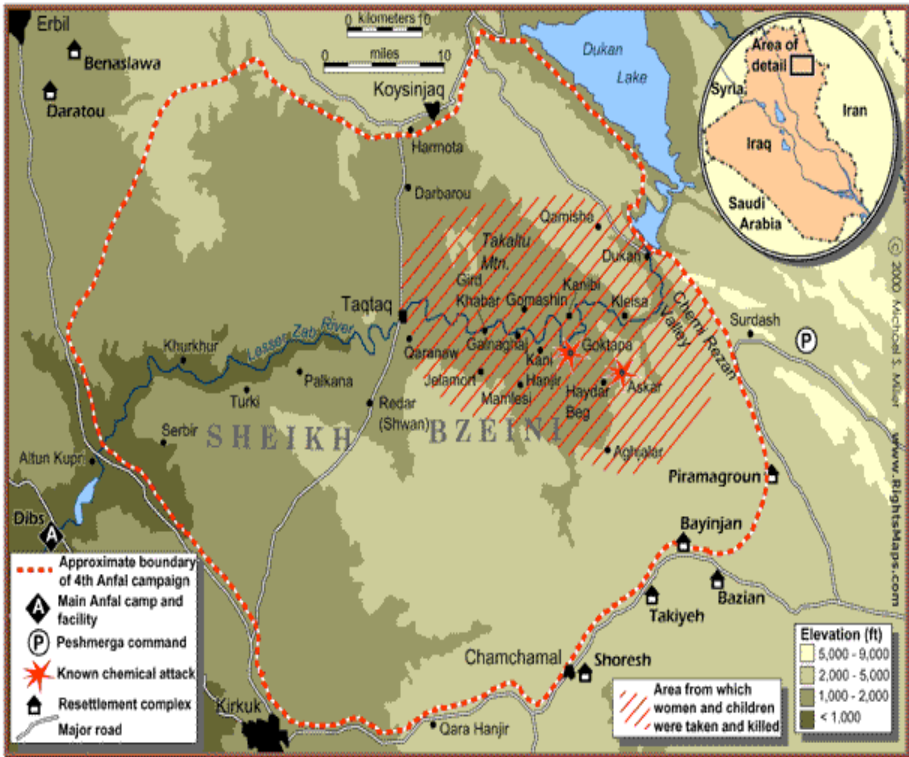 Erbil
Benaslawa
Daratou
0 kilometers 10
0 miles 10
Koysinjaq
Harmota
Darbarou
Dukan
Lake
Area of
detail
Syria
Iran
Iraq
Saudi
Arabia
Qamisha
Takaltu
Mtn.
Dukan
Gird
Khabar
Gomashin
Kanibi
Kleisa
Chemi Rezan
Valley
Surdash
P
Taqtaq
Lesser Zab River
Qaranaw
Galnaghaj
Kani
Hanjir
Goktapa
Khurkhur
Turki
Palkana
Jelamort
Mamlesi
Haydar
Beg
Askar
Redar
(Shwan)
Serbir
SHEIKH BZEINI
Aghjalar
Altun Kupri
Piramagroun
Dibs
A
Bayinjan
Bazian
Takiyeh
Chamchamal
Shoresh
Kirkuk
Qara Hanjir
Approximate boundary
of 4th Anfal campaign
A
Main Anfal camp and
facility
P
Peshmerga command
Known chemical attack
Resettlement complex
Major road
Area from which
women and children
were taken and killed
Elevation (ft)
5,000 - 9,000
2,000 - 5,000
1,000 - 2,000
< 1,000
© 2000 Michael S. Miller www.RightsMaps.com